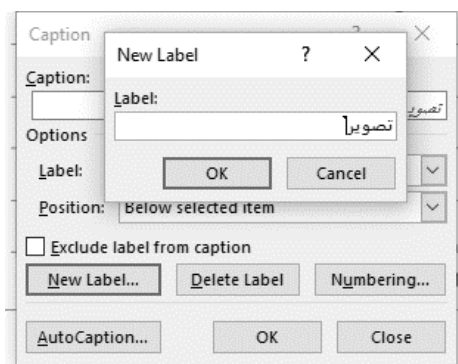 Caption
New Label ? ×
Caption:
Label:
تصویر
Options
Label:
OK Cancel
Position: Below selected item
Exclude label from caption
New Label... Delete Label Numbering...
AutoCaption... OK Close